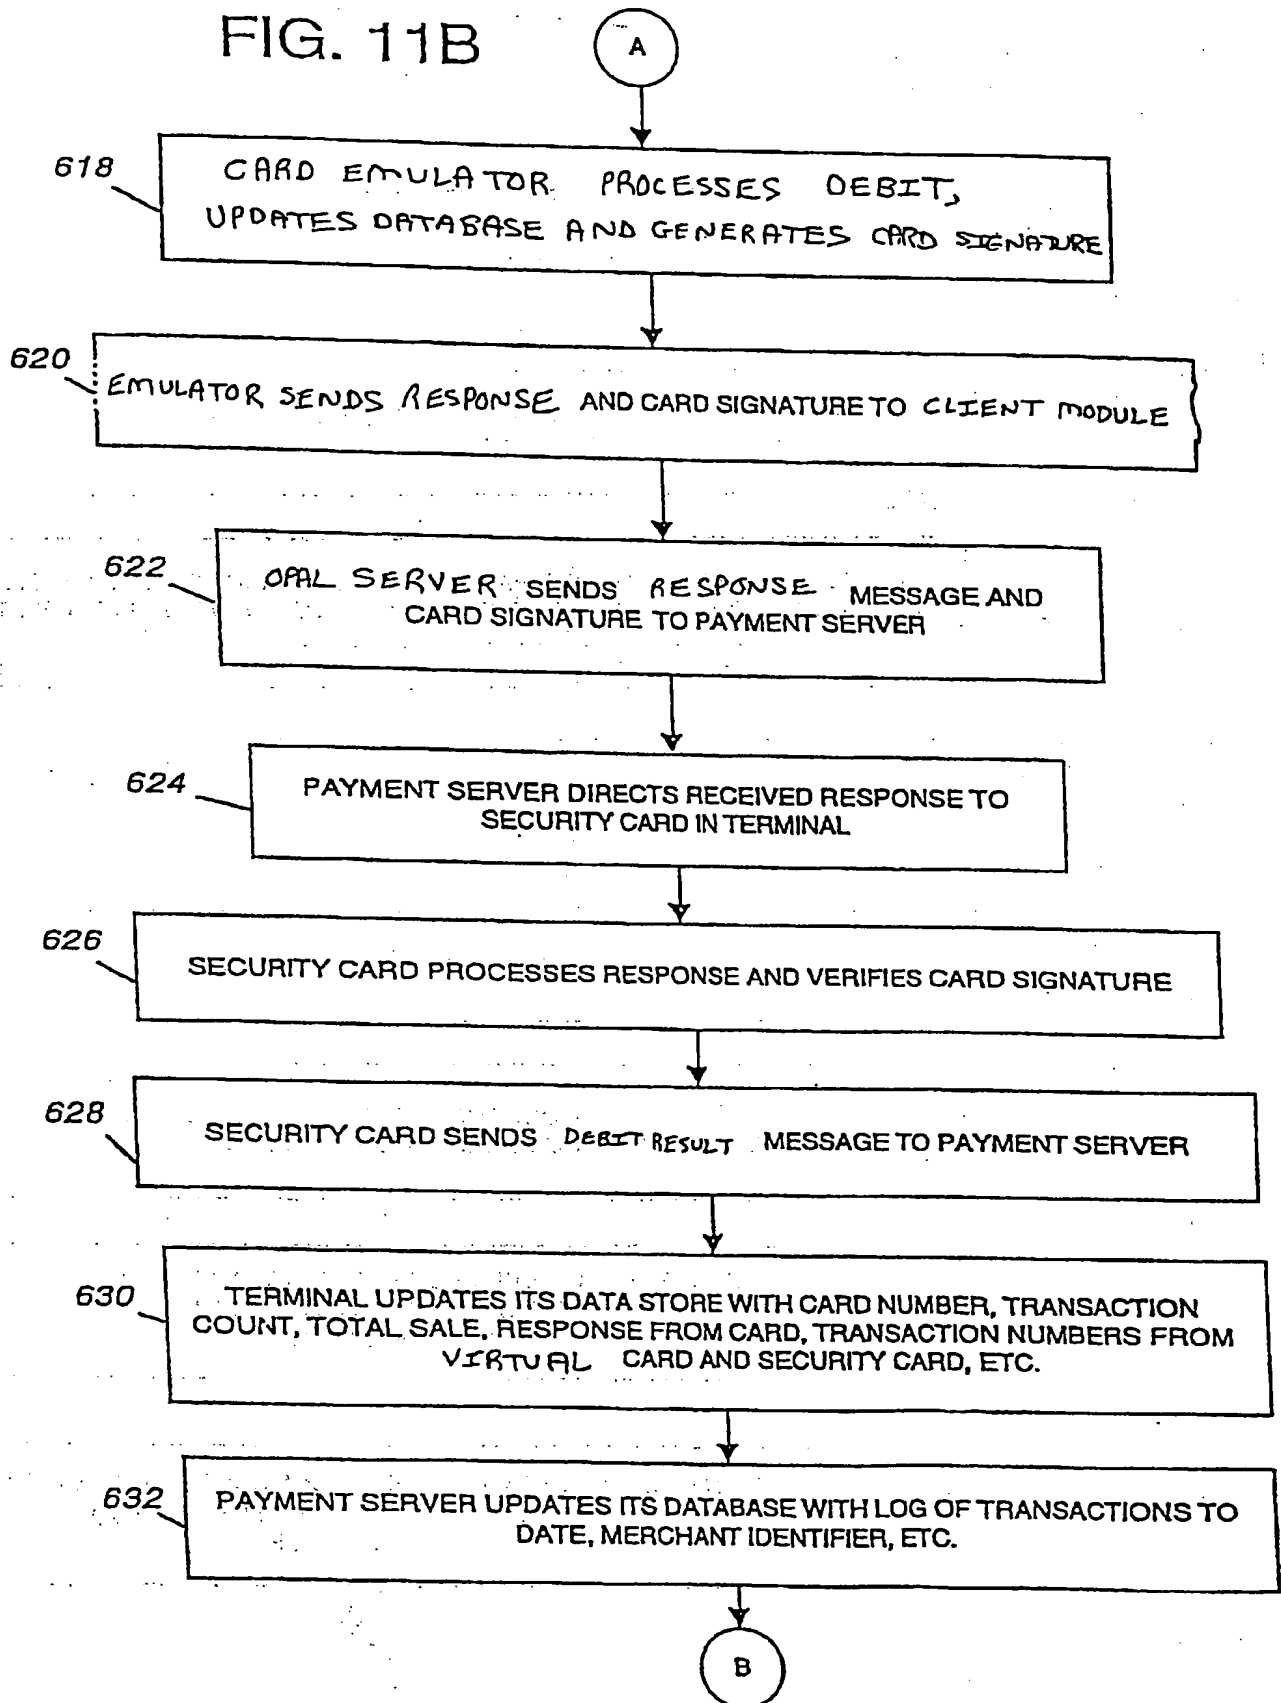 FIG. 11B
A
618
CARD EMULATOR PROCESSES DEBIT,
UPDATES DATABASE AND GENERATES CARD SIGNATURE
620
EMULATOR SENDS RESPONSE AND CARD SIGNATURE TO CLIENT MODULE
622
OPAL SERVER SENDS RESPONSE MESSAGE AND
CARD SIGNATURE TO PAYMENT SERVER
624
PAYMENT SERVER DIRECTS RECEIVED RESPONSE TO
SECURITY CARD IN TERMINAL
626
SECURITY CARD PROCESSES RESPONSE AND VERIFIES CARD SIGNATURE
628
SECURITY CARD SENDS DEBIT RESULT MESSAGE TO PAYMENT SERVER
630
TERMINAL UPDATES ITS DATA STORE WITH CARD NUMBER, TRANSACTION
COUNT, TOTAL SALE, RESPONSE FROM CARD, TRANSACTION NUMBERS FROM
VIRTUAL CARD AND SECURITY CARD, ETC.
632
PAYMENT SERVER UPDATES ITS DATABASE WITH LOG OF TRANSACTIONS TO
DATE, MERCHANT IDENTIFIER, ETC.
B